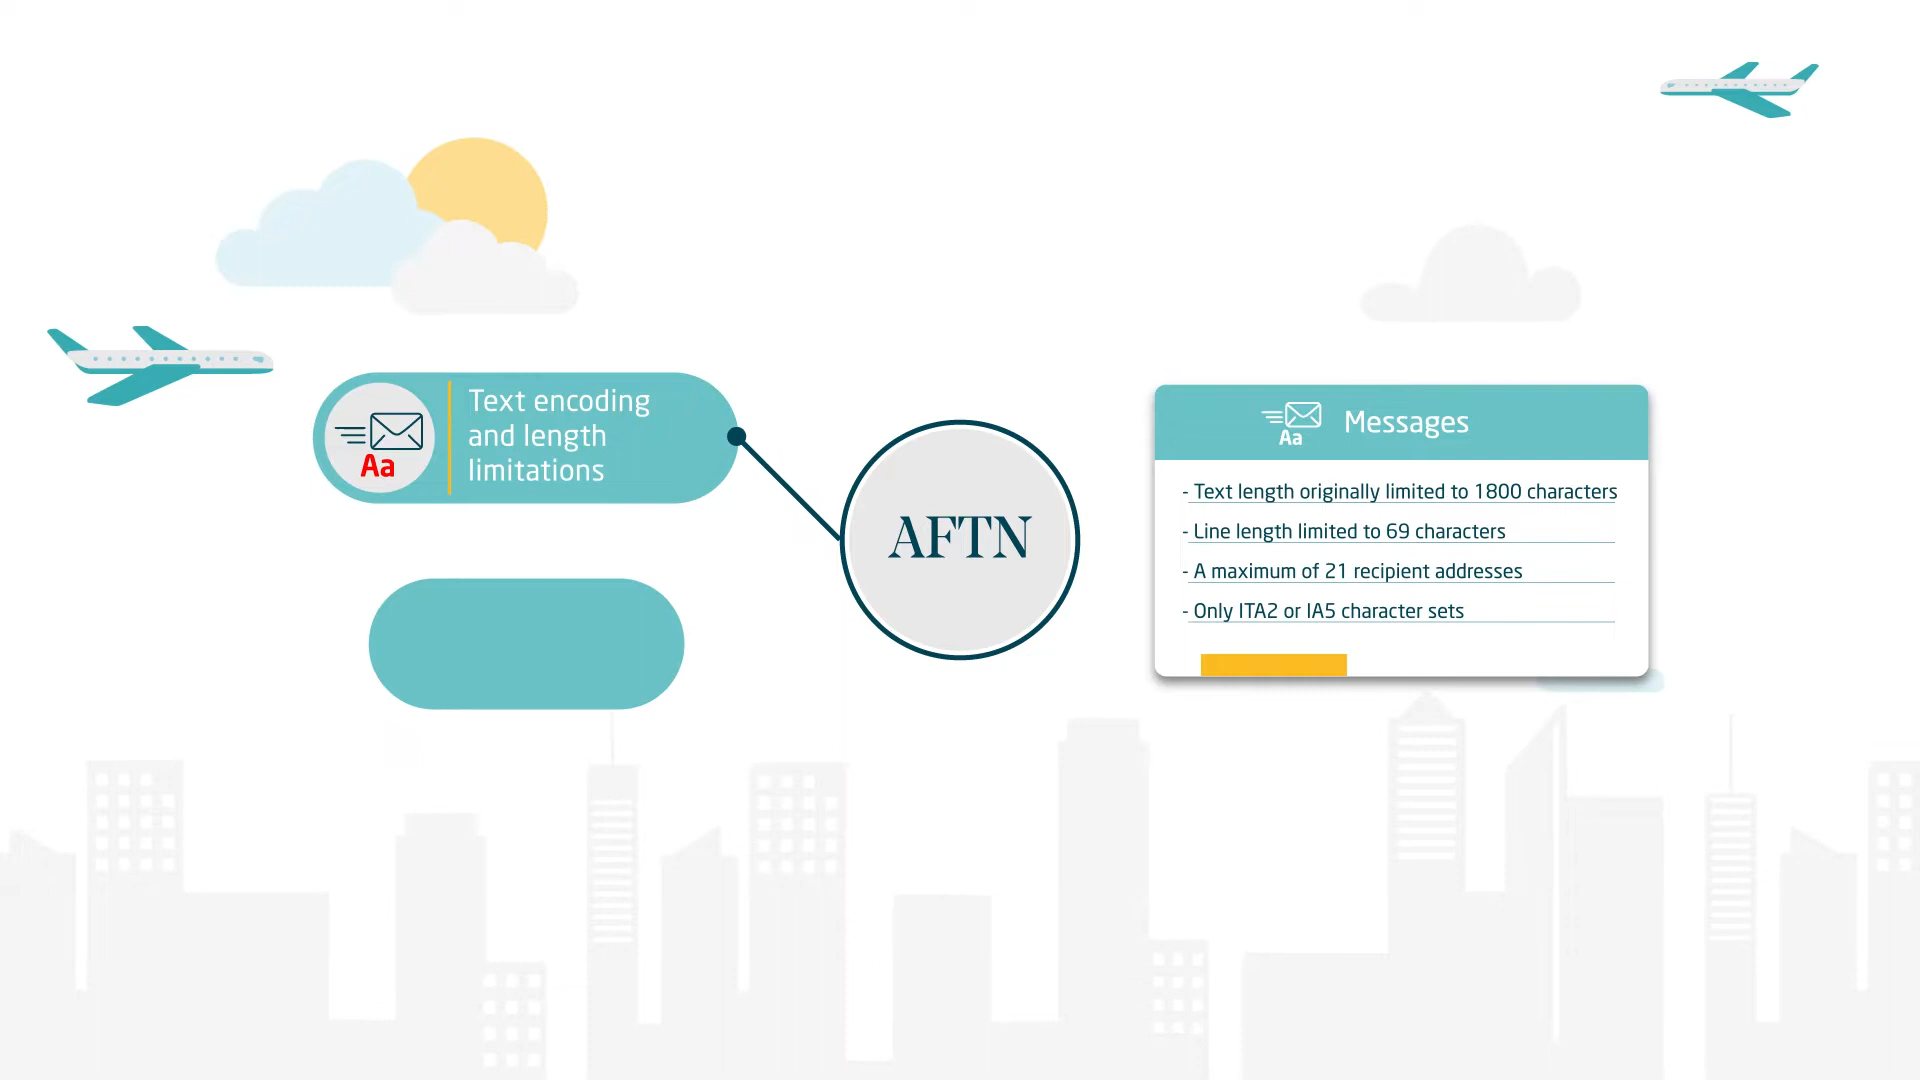 Text encoding
and length
limitations
Aa
AFTN
Aa
Messages
- Text length originally limited to 1800 characters
- Line length limited to 69 characters
- A maximum of 21 recipient addresses
- Only ITA2 or IA5 character sets